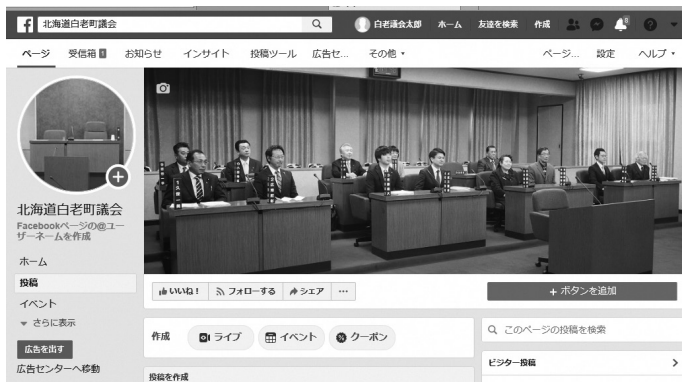 北海道白老町議会
白老議会太郎
ホーム
友達を検索
作成
8
ページ
受信箱 1
お知らせ
インサイト
投稿ツール
広告セ...
その他
ページ...
設定
ヘルプ
北海道白老町議会
Facebookページの@ユー
ザーネームを作成
ホーム
投稿
イベント
さらに表示
広告を出す
広告センターへ移動
いいね!
フォローする
シェア
...
+ ボタンを追加
作成
ライブ
イベント
クーポン
このページの投稿を検索
投稿を作成
ビジター投稿